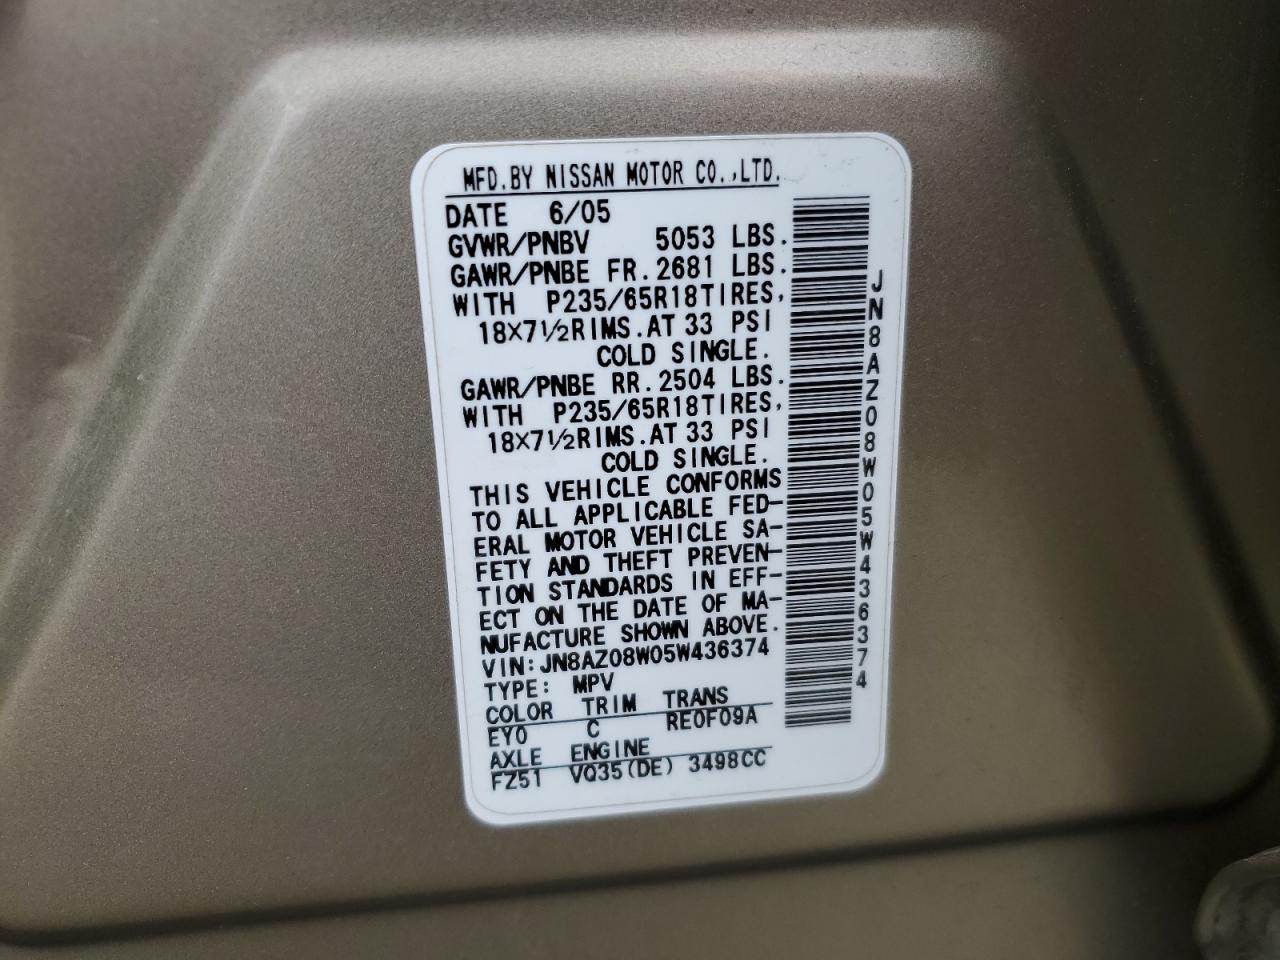 MFD.BY NISSAN MOTOR CO.,LTD.
DATE 6/05
GVWR/PNBV 5053 LBS.
GAWR/PNBE FR.2681 LBS.
WITH P235/65R18TIRES,
18X7½RIMS.AT 33 PSI
COLD SINGLE.
GAWR/PNBE RR.2504 LBS.
WITH P235/65R18TIRES,
18X7½RIMS.AT 33 PSI
COLD SINGLE.
THIS VEHICLE CONFORMS
TO ALL APPLICABLE FED-
ERAL MOTOR VEHICLE SA-
FETY AND THEFT PREVEN-
TION STANDARDS IN EFF-
ECT ON THE DATE OF MA-
NUFACTURE SHOWN ABOVE.
VIN:JN8AZ08W05W436374
TYPE: MPV
COLOR TRIM TRANS
EY0 C RE0F09A
AXLE ENGINE
FZ51 VQ35(DE) 3498CC
JN8AZ08W05W436374